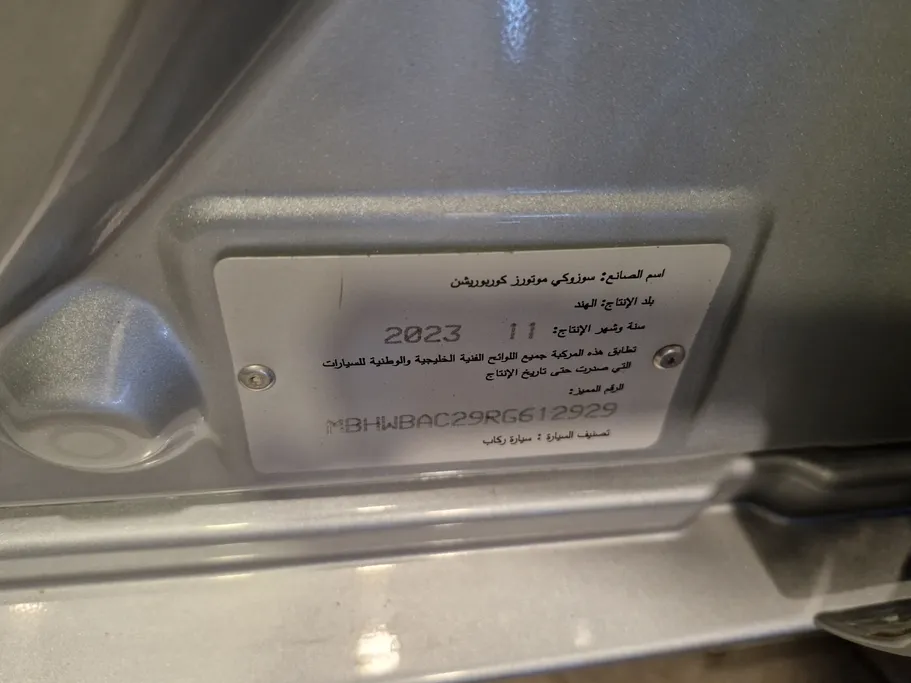 اسم الصانع: سوزوكي موتورز كوربوريشن
بلد الإنتاج: الهند
سنة وشهر الإنتاج: 11 2023
تطابق هذه المركبة جميع اللوائح الفنية الخليجية والوطنية للسيارات
التي صدرت حتى تاريخ الإنتاج
الرقم المميز:
MBHWBAC29RG612929
تصنيف السيارة : سيارة ركاب